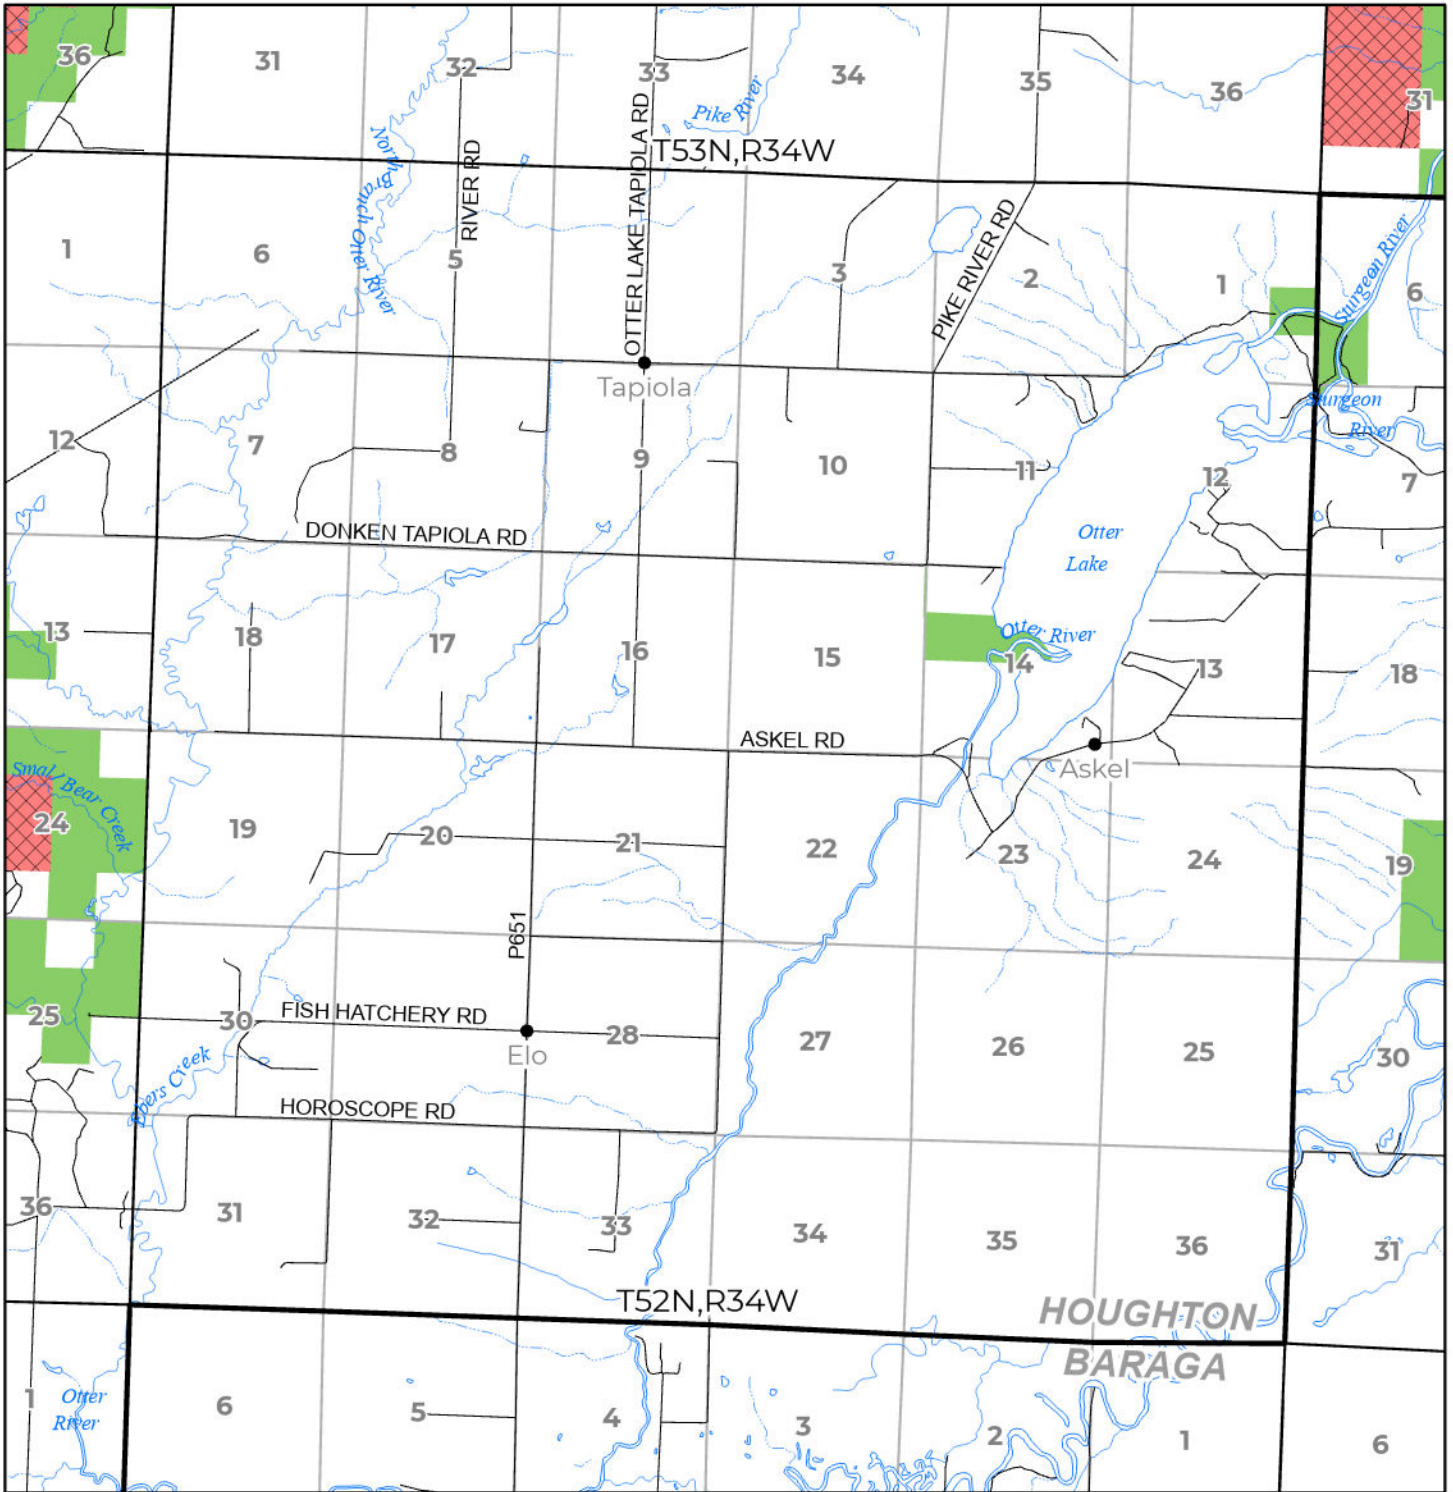 36
31
32
33
34
35
36
31
Pike River
T53N,R34W
North Branch Otter River
RIVER RD
OTTER LAKE TAPIOLA RD
PIKE RIVER RD
Sturgeon River
1
6
5
3
2
1
6
Tapiola
Sturgeon
River
12
7
8
9
10
11
12
7
DONKEN TAPIOLA RD
Otter
Lake
13
18
17
16
15
Otter River
14
13
18
ASKEL RD
Askel
Small Bear Creek
24
19
20
21
22
23
24
19
P651
25
30
FISH HATCHERY RD
28
27
26
25
30
Elo
Ebers Creek
HOROSCOPE RD
36
31
32
33
34
35
36
31
T52N,R34W
HOUGHTON
BARAGA
1
Otter
River
6
5
4
3
2
1
6